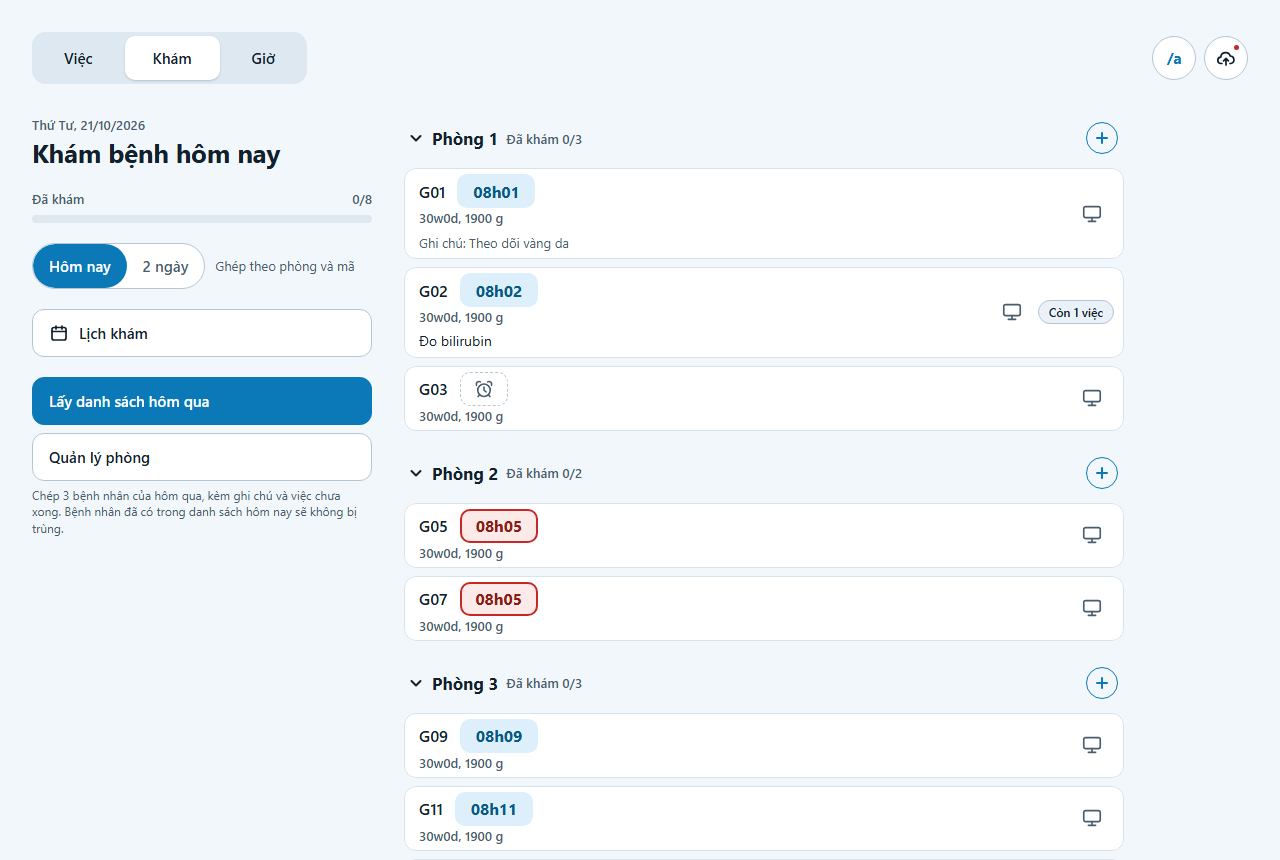 Việc
Khám
Giờ
/a
Thứ Tư, 21/10/2026
Khám bệnh hôm nay
Đã khám 0/8
Hôm nay
2 ngày
Ghép theo phòng và mã
Lịch khám
Lấy danh sách hôm qua
Quản lý phòng
Chép 3 bệnh nhân của hôm qua, kèm ghi chú và việc chưa
xong. Bệnh nhân đã có trong danh sách hôm nay sẽ không bị
trùng.
Phòng 1 Đã khám 0/3
G01 08h01
30w0d, 1900 g
Ghi chú: Theo dõi vàng da
G02 08h02
30w0d, 1900 g
Đo bilirubin
Còn 1 việc
G03
30w0d, 1900 g
Phòng 2 Đã khám 0/2
G05 08h05
30w0d, 1900 g
G07 08h05
30w0d, 1900 g
Phòng 3 Đã khám 0/3
G09 08h09
30w0d, 1900 g
G11 08h11
30w0d, 1900 g